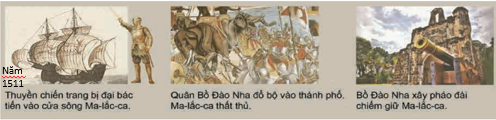 Năm
1511
Thuyền chiến trang bị đại bác
tiến vào cửa sông Ma-lắc-ca.
Quân Bồ Đào Nha đổ bộ vào thành phố.
Ma-lắc-ca thất thủ.
Bồ Đào Nha xây pháo đài
chiếm giữ Ma-lắc-ca.